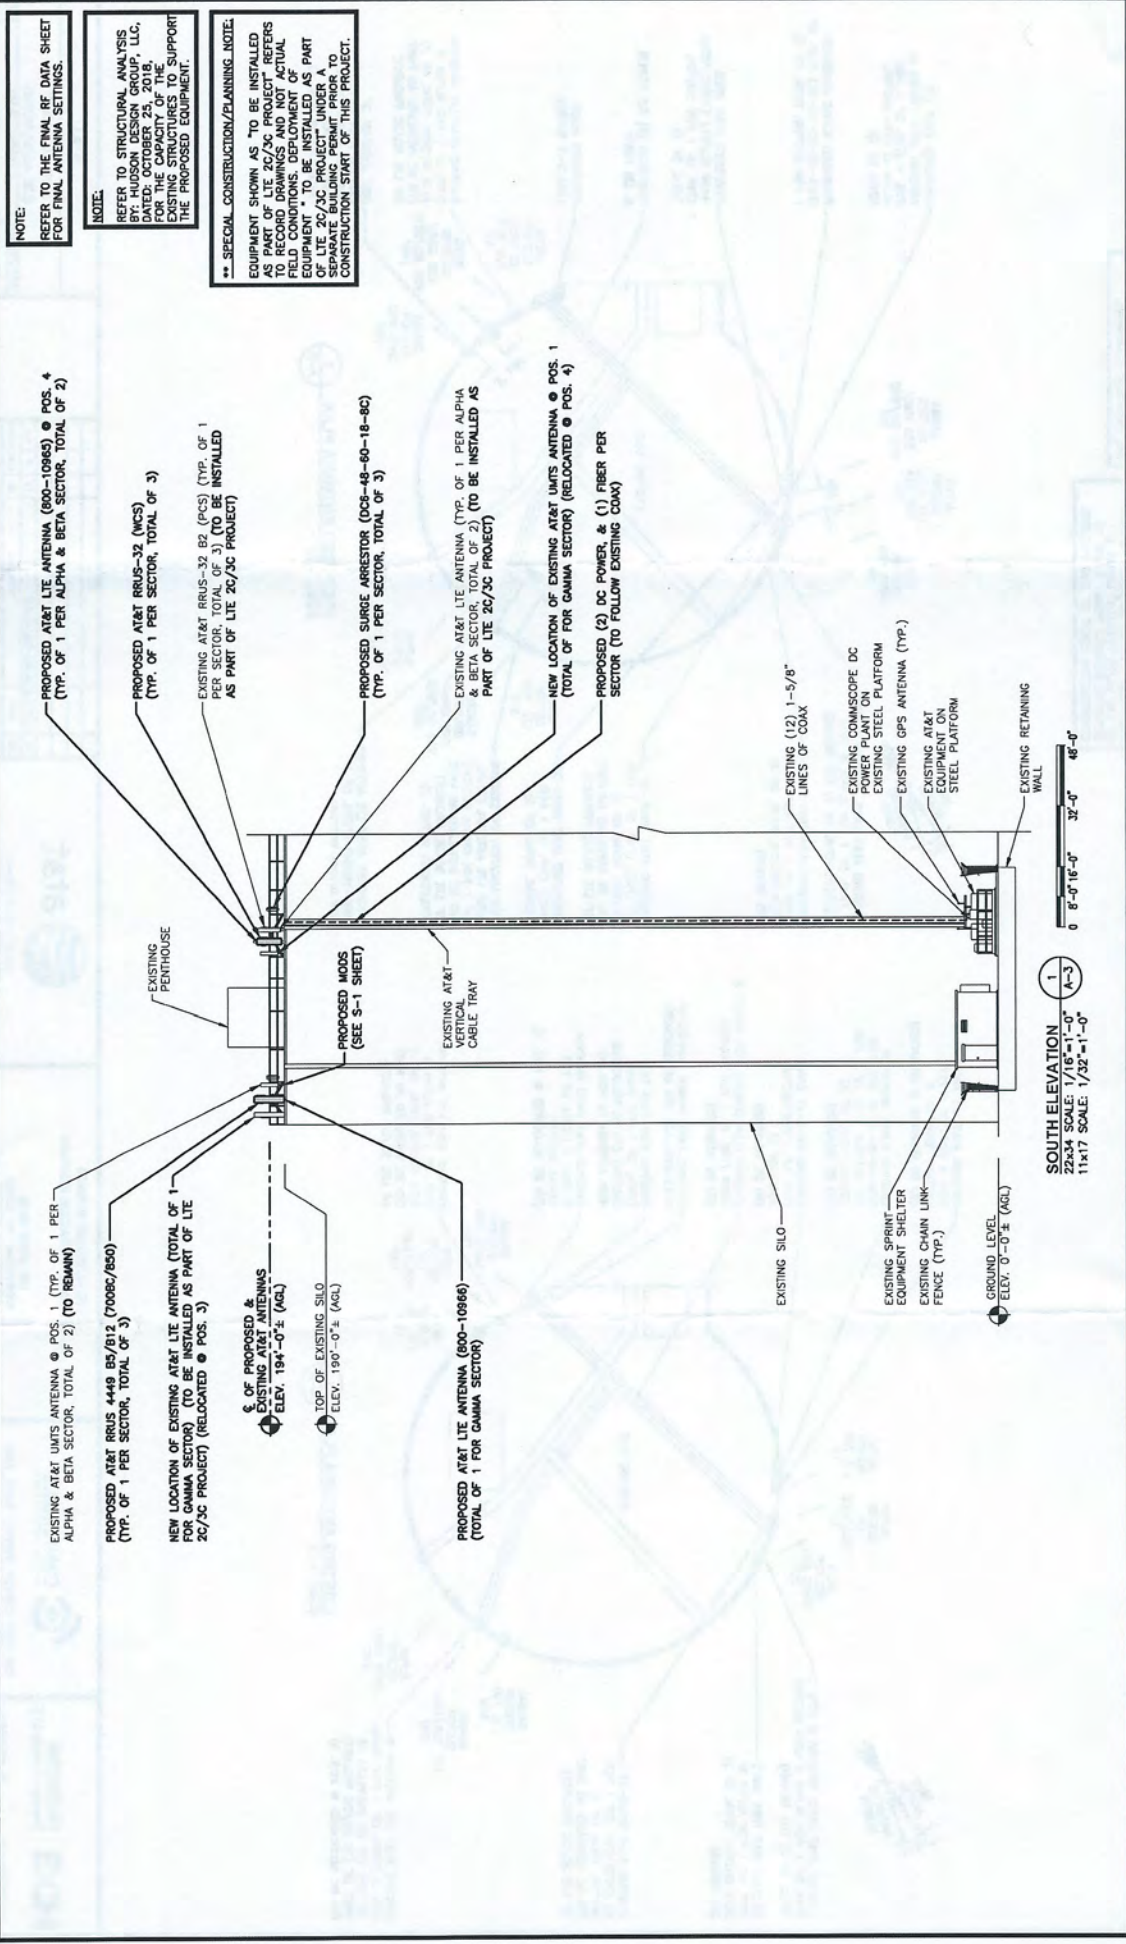 NOTE:
REFER TO THE FINAL RF DATA SHEET
FOR FINAL ANTENNA SETTINGS.
NOTE:
REFER TO STRUCTURAL ANALYSIS
BY: HUDSON DESIGN GROUP, LLC,
DATED: OCTOBER 25, 2018,
FOR THE CAPACITY OF THE
EXISTING STRUCTURES TO SUPPORT
THE PROPOSED EQUIPMENT.
** SPECIAL CONSTRUCTION/PLANNING NOTE:
EQUIPMENT SHOWN AS "TO BE INSTALLED
AS PART OF LTE 2C/3C PROJECT" REFERS
TO RECORD DRAWINGS AND NOT ACTUAL
FIELD CONDITIONS. DEPLOYMENT OF
EQUIPMENT " TO BE INSTALLED AS PART
OF LTE 2C/3C PROJECT" UNDER A
SEPARATE BUILDING PERMIT PRIOR TO
CONSTRUCTION START OF THIS PROJECT.
EXISTING AT&T UMTS ANTENNA @ POS. 1 (TYP. OF 1 PER
ALPHA & BETA SECTOR, TOTAL OF 2) (TO REMAIN)
PROPOSED AT&T RRUS 4449 B5/B12 (700BC/850)
(TYP. OF 1 PER SECTOR, TOTAL OF 3)
NEW LOCATION OF EXISTING AT&T LTE ANTENNA (TOTAL OF 1
FOR GAMMA SECTOR) (TO BE INSTALLED AS PART OF LTE
2C/3C PROJECT) (RELOCATED @ POS. 3)
℄ OF PROPOSED &
EXISTING AT&T ANTENNAS
ELEV. 194'-0"± (AGL)
TOP OF EXISTING SILO
ELEV. 190'-0"± (AGL)
PROPOSED AT&T LTE ANTENNA (800-10966)
(TOTAL OF 1 FOR GAMMA SECTOR)
EXISTING SILO
EXISTING SPRINT
EQUIPMENT SHELTER
EXISTING CHAIN LINK
FENCE (TYP.)
GROUND LEVEL
ELEV. 0'-0"± (AGL)
EXISTING
PENTHOUSE
PROPOSED MODS
(SEE S-1 SHEET)
EXISTING AT&T
VERTICAL
CABLE TRAY
PROPOSED AT&T LTE ANTENNA (800-10965) @ POS. 4
(TYP. OF 1 PER ALPHA & BETA SECTOR, TOTAL OF 2)
PROPOSED AT&T RRUS-32 (WCS)
(TYP. OF 1 PER SECTOR, TOTAL OF 3)
EXISTING AT&T RRUS-32 B2 (PCS) (TYP. OF 1
PER SECTOR, TOTAL OF 3) (TO BE INSTALLED
AS PART OF LTE 2C/3C PROJECT)
PROPOSED SURGE ARRESTOR (DC6-48-60-18-8C)
(TYP. OF 1 PER SECTOR, TOTAL OF 3)
EXISTING AT&T LTE ANTENNA (TYP. OF 1 PER ALPHA
& BETA SECTOR, TOTAL OF 2) (TO BE INSTALLED AS
PART OF LTE 2C/3C PROJECT)
NEW LOCATION OF EXISTING AT&T UMTS ANTENNA @ POS. 1
(TOTAL OF FOR GAMMA SECTOR) (RELOCATED @ POS. 4)
PROPOSED (2) DC POWER, & (1) FIBER PER
SECTOR (TO FOLLOW EXISTING COAX)
EXISTING (12) 1-5/8"
LINES OF COAX
EXISTING COMMSCOPE DC
POWER PLANT ON
EXISTING STEEL PLATFORM
EXISTING GPS ANTENNA (TYP.)
EXISTING AT&T
EQUIPMENT ON
STEEL PLATFORM
EXISTING RETAINING
WALL
SOUTH ELEVATION
22x34 SCALE: 1/16"=1'-0"
11x17 SCALE: 1/32"=1'-0"
1
A-3
0 8'-0" 16'-0" 32'-0" 48'-0"